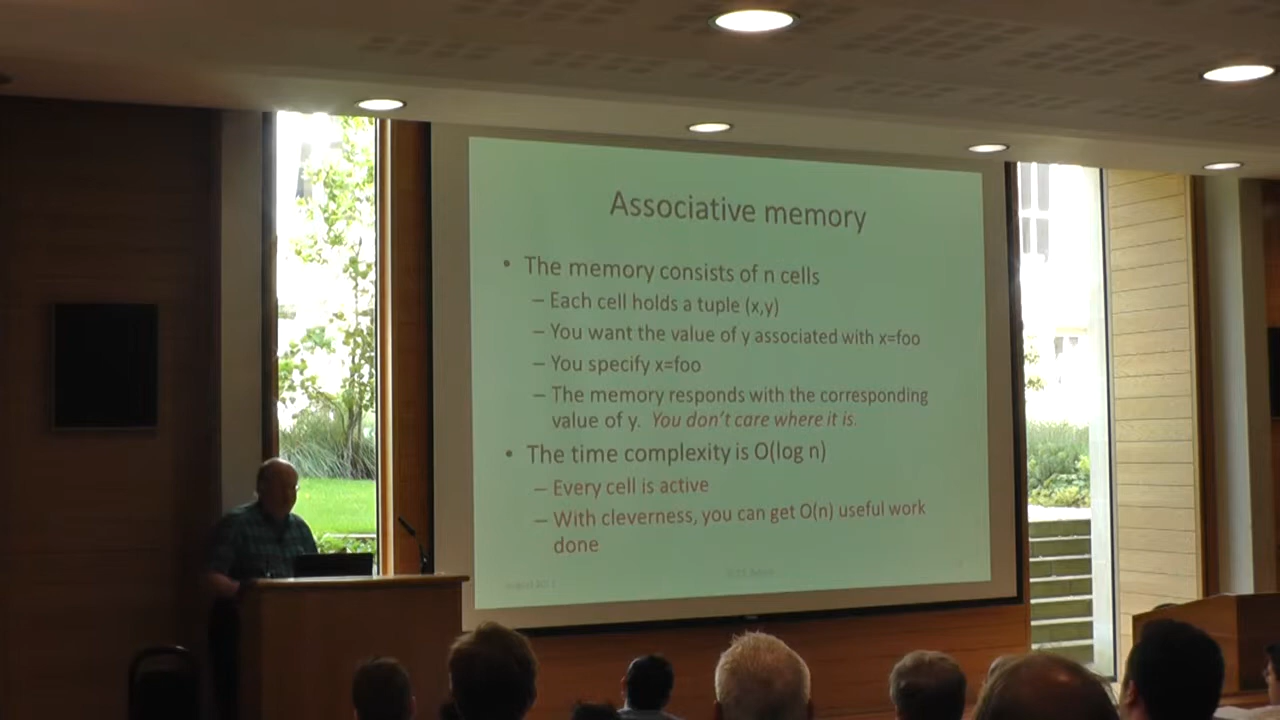 Associative memory
• The memory consists of n cells
– Each cell holds a tuple (x,y)
– You want the value of y associated with x=foo
– You specify x=foo
– The memory responds with the corresponding
value of y. You don't care where it is.
• The time complexity is O(log n)
– Every cell is active
– With cleverness, you can get O(n) useful work
done